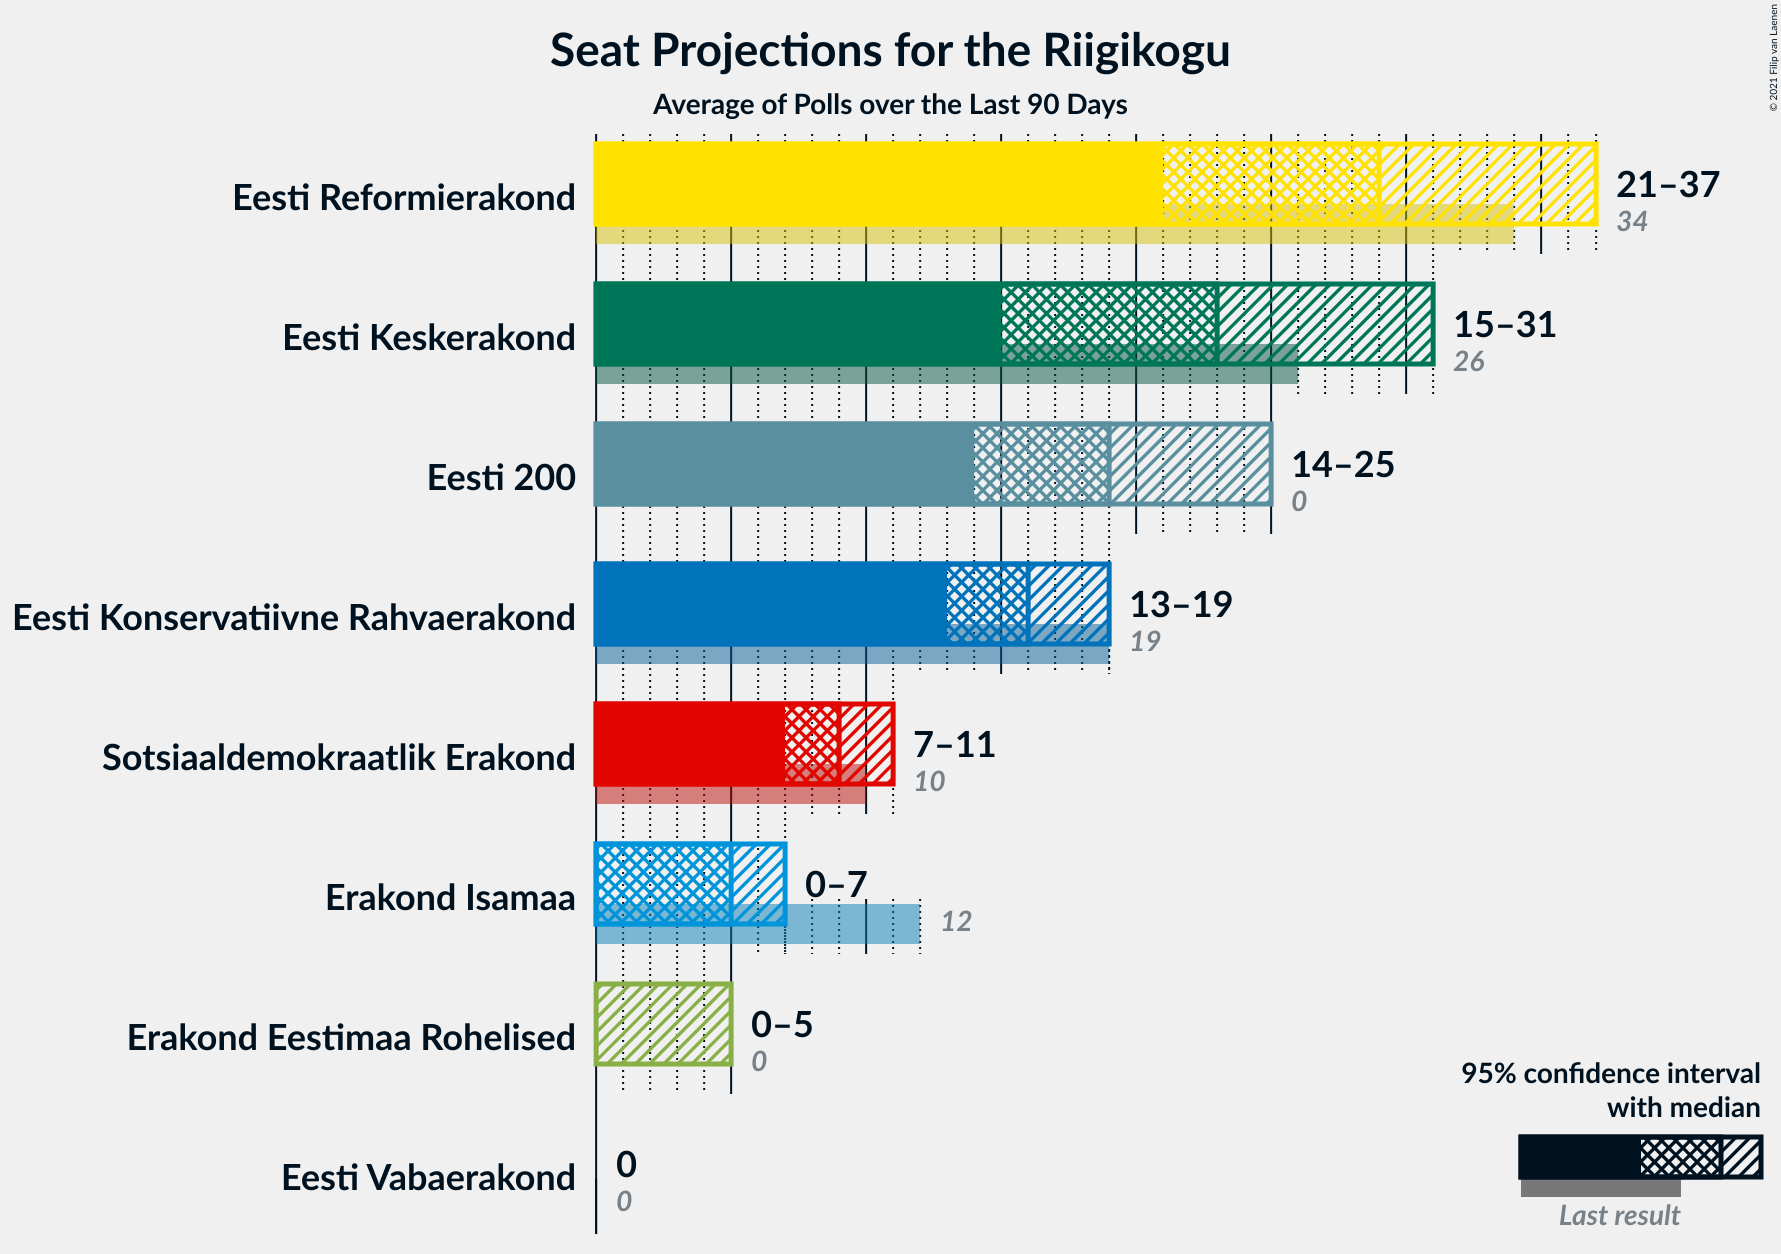 Seat Projections for the Riigikogu
Average of Polls over the Last 90 Days
© 2021 Filip van Laenen
Eesti Reformierakond
21–37
34
Eesti Keskerakond
15–31
26
Eesti 200
14–25
0
Eesti Konservatiivne Rahvaerakond
13–19
19
Sotsiaaldemokraatlik Erakond
7–11
10
Erakond Isamaa
0–7
12
Erakond Eestimaa Rohelised
0–5
0
Eesti Vabaerakond
0
0
95% confidence interval
with median
Last result